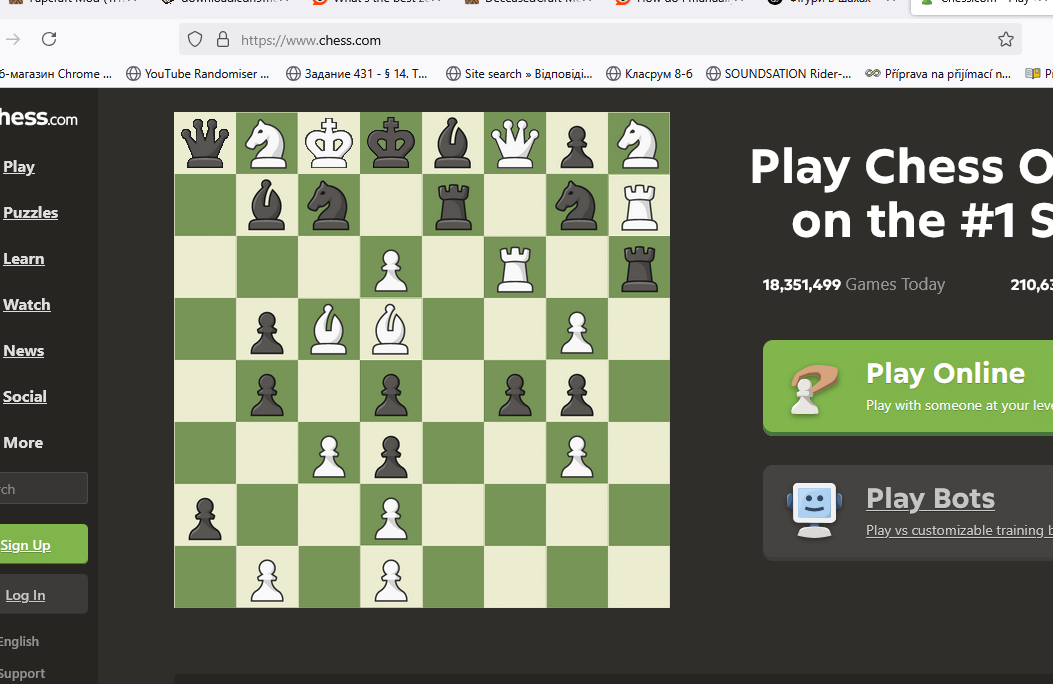 https://www.chess.com
б-магазин Chrome ...
YouTube Randomiser ...
Задание 431 - § 14. Т...
Site search » Відповіді...
Класрум 8-б
SOUNDSATION Rider-...
Příprava na přijímací n...
hess.com
Play
Puzzles
Learn
Watch
News
Social
More
rch
Sign Up
Log In
English
Support
Play Chess O
on the #1 S
18,351,499 Games Today
210,63
Play Online
Play with someone at your leve
Play Bots
Play vs customizable training b